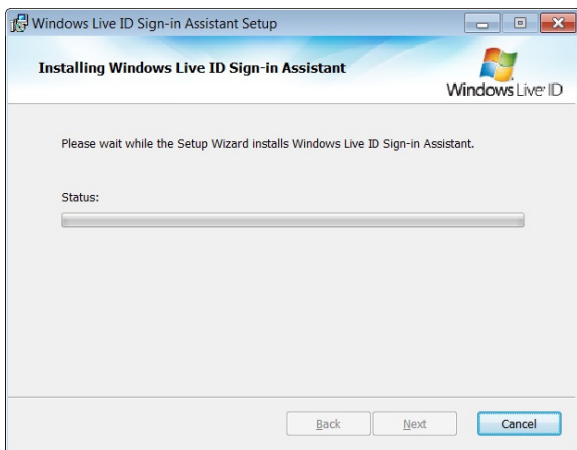 Windows Live ID Sign-in Assistant Setup
Installing Windows Live ID Sign-in Assistant
Windows Live ID
Please wait while the Setup Wizard installs Windows Live ID Sign-in Assistant.
Status:
Back Next Cancel